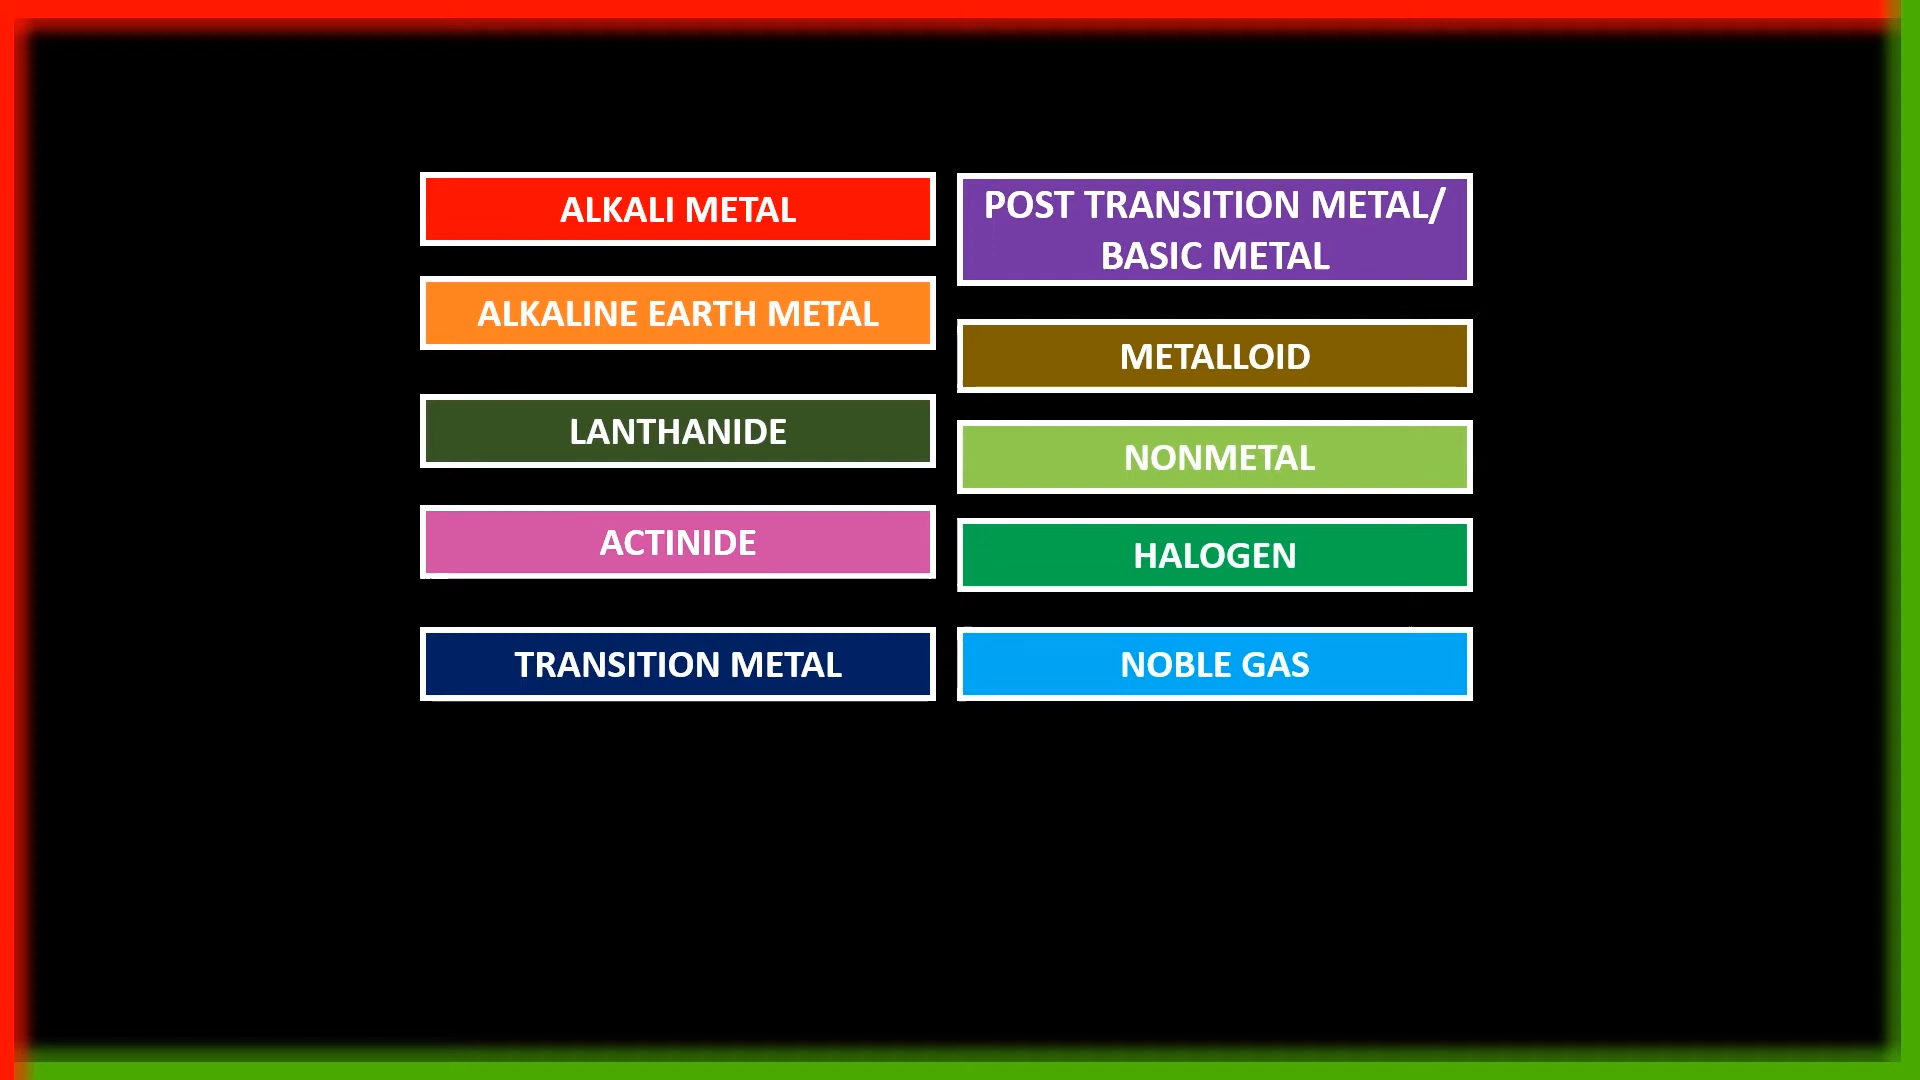 ALKALI METAL
ALKALINE EARTH METAL
LANTHANIDE
ACTINIDE
TRANSITION METAL
POST TRANSITION METAL/
BASIC METAL
METALLOID
NONMETAL
HALOGEN
NOBLE GAS